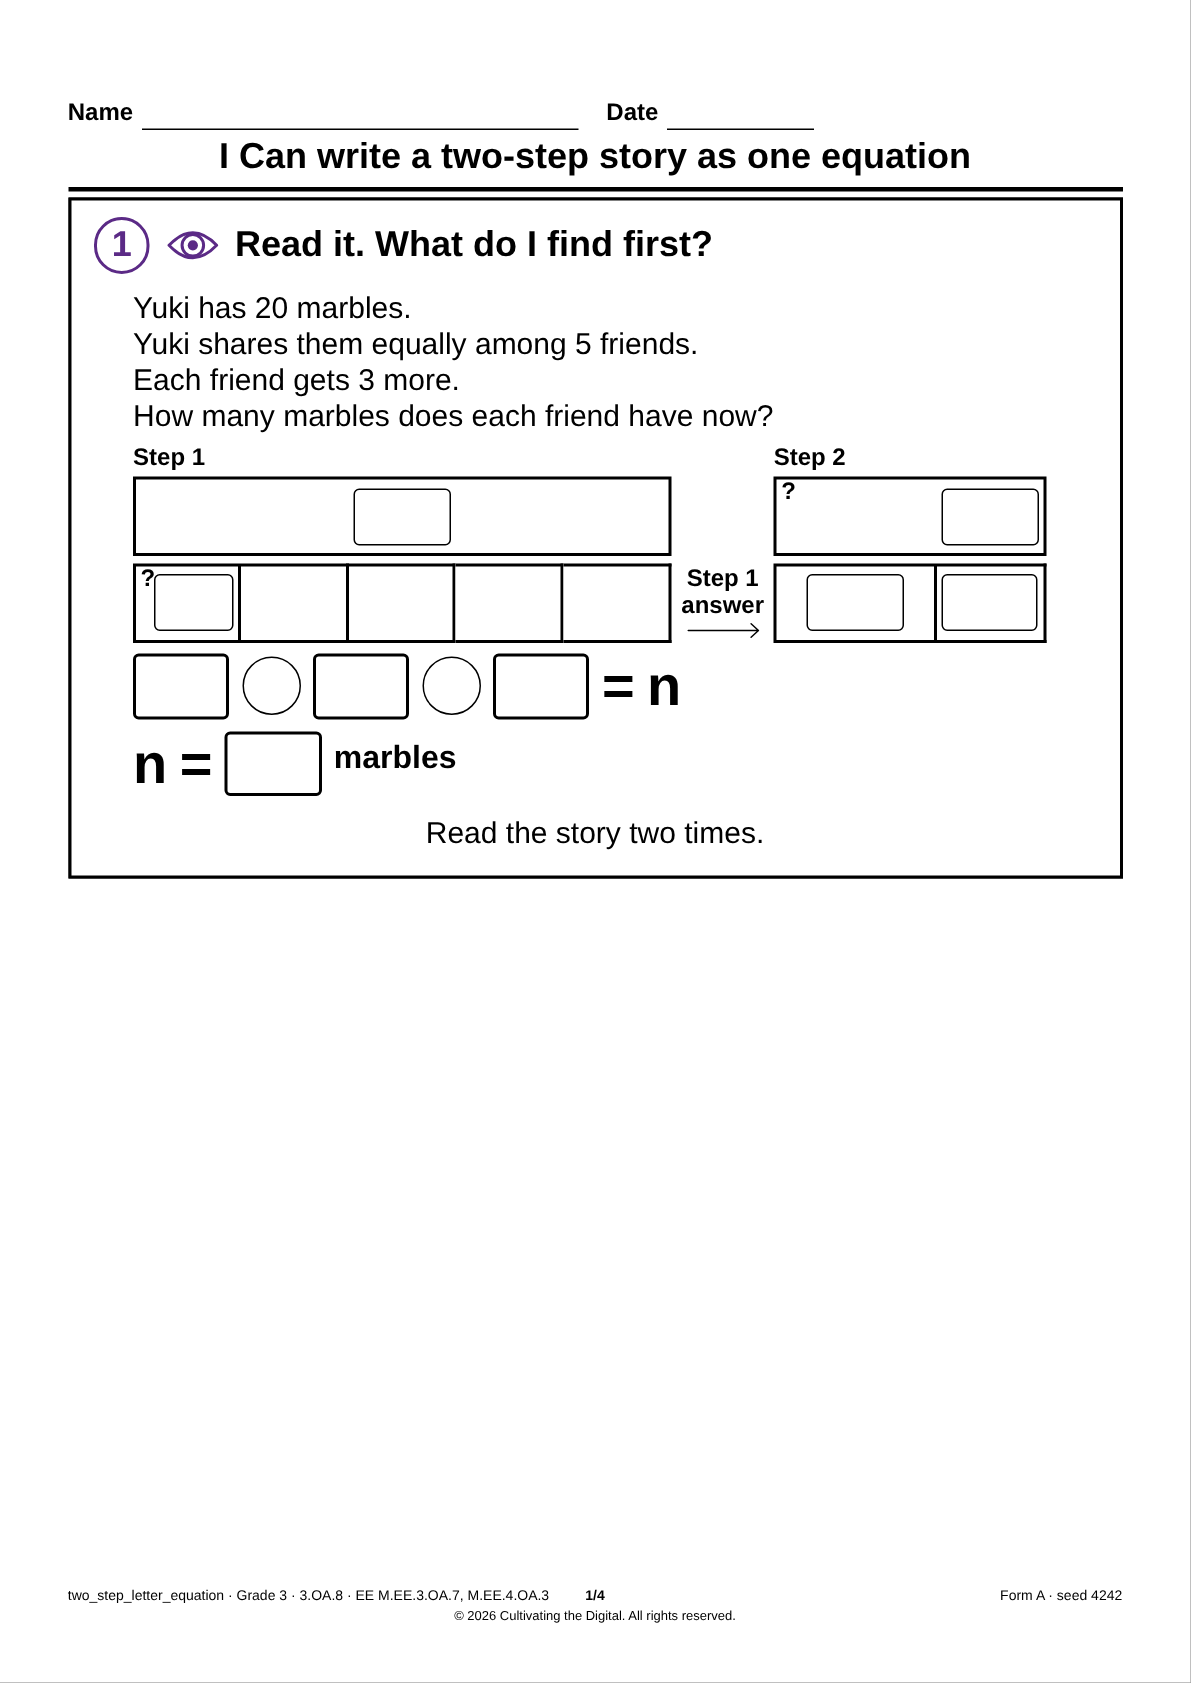 Name Date
I Can write a two-step story as one equation
1 Read it. What do I find first?
Yuki has 20 marbles.
Yuki shares them equally among 5 friends.
Each friend gets 3 more.
How many marbles does each friend have now?
Step 1 Step 2
?
? Step 1
answer
= n
n = marbles
Read the story two times.
two_step_letter_equation · Grade 3 · 3.OA.8 · EE M.EE.3.OA.7, M.EE.4.OA.3 1/4 Form A · seed 4242
© 2026 Cultivating the Digital. All rights reserved.